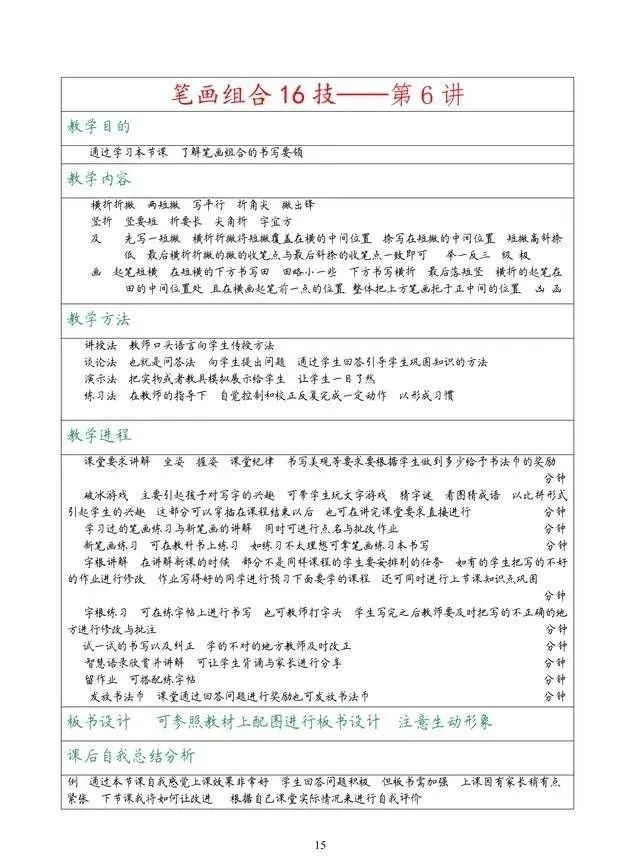 笔画组合16技——第6讲
教学目的
通过学习本节课 了解笔画组合的书写要领
教学内容
横折折撇 两短撇 写平行 折角尖 撇出锋
竖折 竖要短 折要长 尖角折 字宜方
及 先写一短撇 横折折撇将短撇覆盖在横的中间位置 捺写在短撇的中间位置 短撇高斜捺
低 最后横折折撇的撇的收笔点与最后斜捺的收笔点一致即可 举一反三 级 极
画 起笔短横 在短横的下方书写田 田略小一些 下方书写横折 最后落短竖 横折的起笔在
田的中间位置处 且在横画起笔前一点的位置 整体把上方笔画托于正中间的位置 凶 函
教学方法
讲授法 教师口头语言向学生传授方法
谈论法 也就是问答法 向学生提出问题 通过学生回答引导学生巩固知识的方法
演示法 把实物或者教具模拟展示给学生 让学生一目了然
练习法 在教师的指导下 自觉控制和校正反复完成一定动作 以形成习惯
教学进程
课堂要求讲解 坐姿 握姿 课堂纪律 书写美观等要求要根据学生做到多少给予书法币的奖励
分钟
破冰游戏 主要引起孩子对写字的兴趣 可带学生玩文字游戏 猜字谜 看图猜成语 以比拼形式
引起学生的兴趣 这部分可以穿插在课程结束以后 也可在讲完课堂要求直接进行 分钟
学习过的笔画练习与新笔画的讲解 同时可进行点名与批改作业 分钟
新笔画练习 可在教科书上练习 如练习不太理想可拿笔画练习本书写 分钟
字根讲解 在讲解新课的时候 部分不是同样课程的学生要安排别的任务 如有的学生把写的不好
的作业进行修改 作业写得好的同学进行预习下面要学的课程 还可同时进行上节课知识点巩固
分钟
字根练习 可在练字帖上进行书写 也可教师打字头 学生写完之后教师要及时把写的不正确的地
方进行修改与批注 分钟
试一试的书写以及纠正 学的不对的地方教师及时改正 分钟
智慧语录欣赏并讲解 可让学生背诵与家长进行分享 分钟
留作业 可搭配练字帖 分钟
发放书法币 课堂通过回答问题进行奖励也可发放书法币 分钟
板书设计 可参照教材上配图进行板书设计 注意生动形象
课后自我总结分析
例 通过本节课自我感觉上课效果非常好 学生回答问题积极 但板书需加强 上课因有家长稍有点
紧张 下节课我将如何让改进 根据自己课堂实际情况来进行自我评价
15